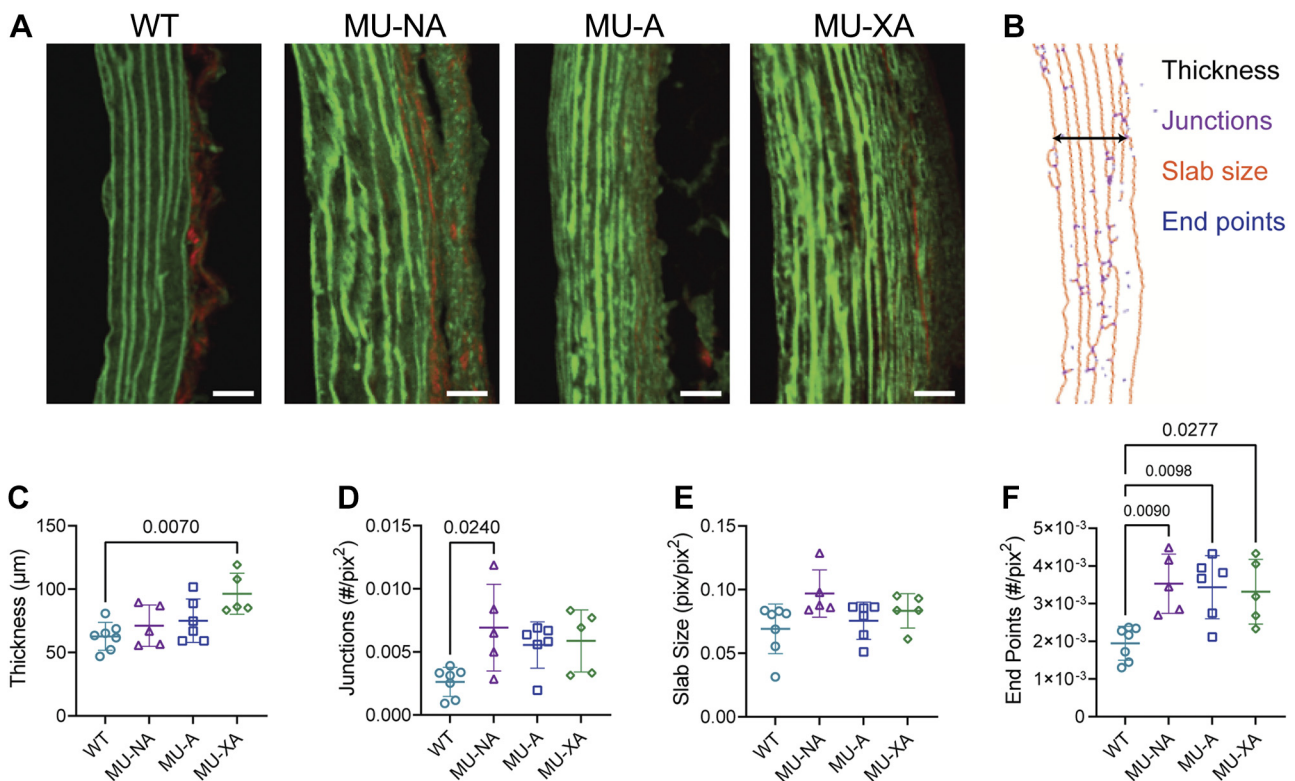 A
WT
MU-NA
MU-A
MU-XA
B
Thickness
Junctions
Slab size
End points
C
Thickness (µm)
150
100
50
0
0.0070
WT
MU-NA
MU-A
MU-XA
D
Junctions (#/pix²)
0.015
0.010
0.005
0.000
0.0240
WT
MU-NA
MU-A
MU-XA
E
Slab Size (pix/pix²)
0.15
0.10
0.05
0.00
WT
MU-NA
MU-A
MU-XA
F
End Points (#/pix²)
0.0277
0.0098
0.0090
5×10⁻³
4×10⁻³
3×10⁻³
2×10⁻³
1×10⁻³
0
WT
MU-NA
MU-A
MU-XA